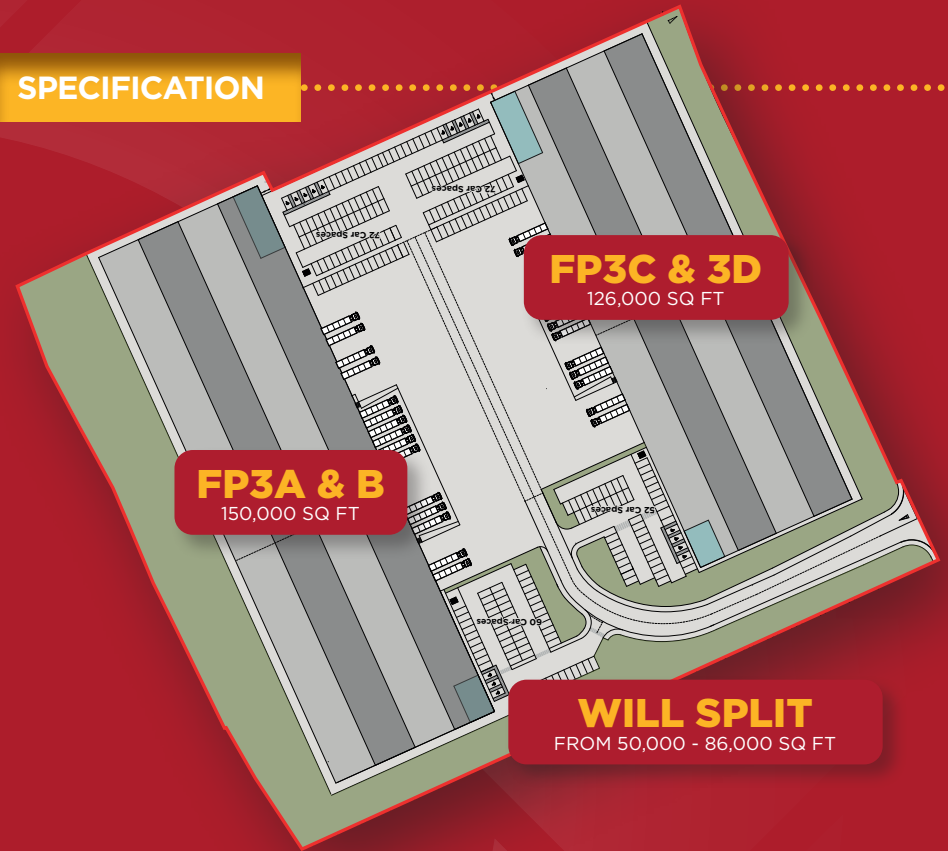 SPECIFICATION
72 Car Spaces
72 Car Spaces
FP3C & 3D
126,000 SQ FT
FP3A & B
150,000 SQ FT
52 Car Spaces
60 Car Spaces
WILL SPLIT
FROM 50,000 - 86,000 SQ FT